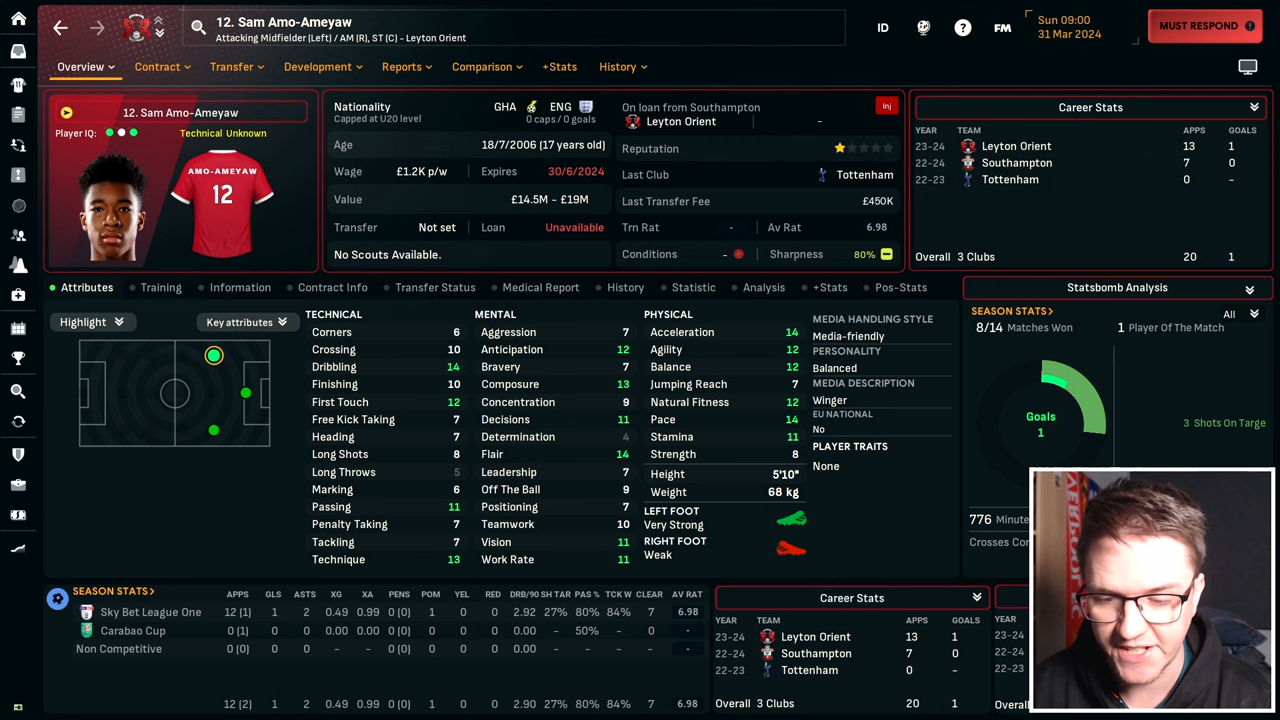 12. Sam Amo-Ameyaw
Attacking Midfielder (Left) / AM (R), ST (C) - Leyton Orient
ID
?
FM
Sun 09:00
31 Mar 2024
MUST RESPOND
Overview
Contract
Transfer
Development
Reports
Comparison
+Stats
History
12. Sam Amo-Ameyaw
Player IQ:
Technical Unknown
AMO-AMEYAW
12
Nationality GHA ENG
Capped at U20 level 0 caps / 0 goals
Age 18/7/2006 (17 years old)
Wage £1.2K p/w Expires 30/6/2024
Value £14.5M - £19M
Transfer Not set Loan Unavailable
No Scouts Available.
On loan from Southampton Inj
Leyton Orient -
Reputation
Last Club Tottenham
Last Transfer Fee £450K
Trn Rat - Av Rat 6.98
Conditions - Sharpness 80%
Career Stats
YEAR TEAM APPS GOALS
23-24 Leyton Orient 13 1
22-24 Southampton 7 0
22-23 Tottenham 0 -
Overall 3 Clubs 20 1
Attributes
Training
Information
Contract Info
Transfer Status
Medical Report
History
Statistic
Analysis
+Stats
Pos-Stats
Highlight
Key attributes
TECHNICAL
Corners 6
Crossing 10
Dribbling 14
Finishing 10
First Touch 12
Free Kick Taking 7
Heading 7
Long Shots 8
Long Throws 5
Marking 6
Passing 11
Penalty Taking 7
Tackling 7
Technique 13
MENTAL
Aggression 7
Anticipation 12
Bravery 7
Composure 13
Concentration 9
Decisions 11
Determination 4
Flair 14
Leadership 7
Off The Ball 9
Positioning 7
Teamwork 10
Vision 11
Work Rate 11
PHYSICAL
Acceleration 14
Agility 12
Balance 12
Jumping Reach 7
Natural Fitness 12
Pace 14
Stamina 11
Strength 8
Height 5'10"
Weight 68 kg
LEFT FOOT
Very Strong
RIGHT FOOT
Weak
MEDIA HANDLING STYLE
Media-friendly
PERSONALITY
Balanced
MEDIA DESCRIPTION
Winger
EU NATIONAL
No
PLAYER TRAITS
None
Statsbomb Analysis
SEASON STATS> All
8/14 Matches Won 1 Player Of The Match
Goals
1
3 Shots On Targe
776 Minute
Crosses Con
SEASON STATS> APPS GLS ASTS XG XA PENS POM YEL RED DRB/90 SH TAR PAS % TCK W CLEAR AV RAT
Sky Bet League One 12 (1) 1 2 0.49 0.99 0 (0) 1 0 0 2.92 27% 80% 84% 7 6.98
Carabao Cup 0 (1) 0 0 0.00 0.00 0 (0) 0 0 0 0.00 - 50% - 0 -
Non Competitive 0 (0) 0 0 - - 0 (0) 0 0 0 - - - - - -
12 (2) 1 2 0.49 0.99 0 (0) 1 0 0 2.90 27% 80% 84% 7 6.98
Career Stats
YEAR TEAM APPS GOALS
23-24 Leyton Orient 13 1
22-24 Southampton 7 0
22-23 Tottenham 0 -
Overall 3 Clubs 20 1
YEAR
23-24
22-24
22-23
Overal